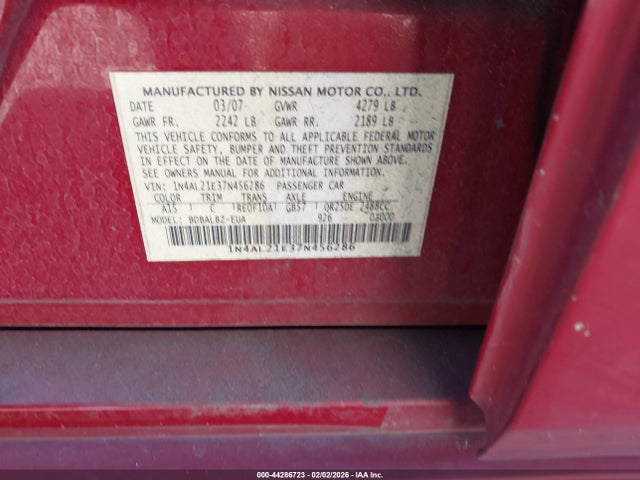 MANUFACTURED BY NISSAN MOTOR CO., LTD.
DATE 03/07 GVWR 4279 LB
GAWR FR. 2242 LB GAWR RR. 2189 LB
THIS VEHICLE CONFORMS TO ALL APPLICABLE FEDERAL MOTOR
VEHICLE SAFETY, BUMPER AND THEFT PREVENTION STANDARDS
IN EFFECT ON THE DATE OF MANUFACTURE SHOWN ABOVE.
SEE OWNERS MANUAL FOR ADDITIONAL INFORMATION.
VIN: 1N4AL21E37N456286 PASSENGER CAR
COLOR TRIM TRANS AXLE ENGINE
A15 C RE0F10A GB57 QR25DE 2488CC
MODEL: BDBALBZ-EUA 926 03000
1N4AL21E37N456286
000-44286723 - 02/02/2026 - IAA Inc.